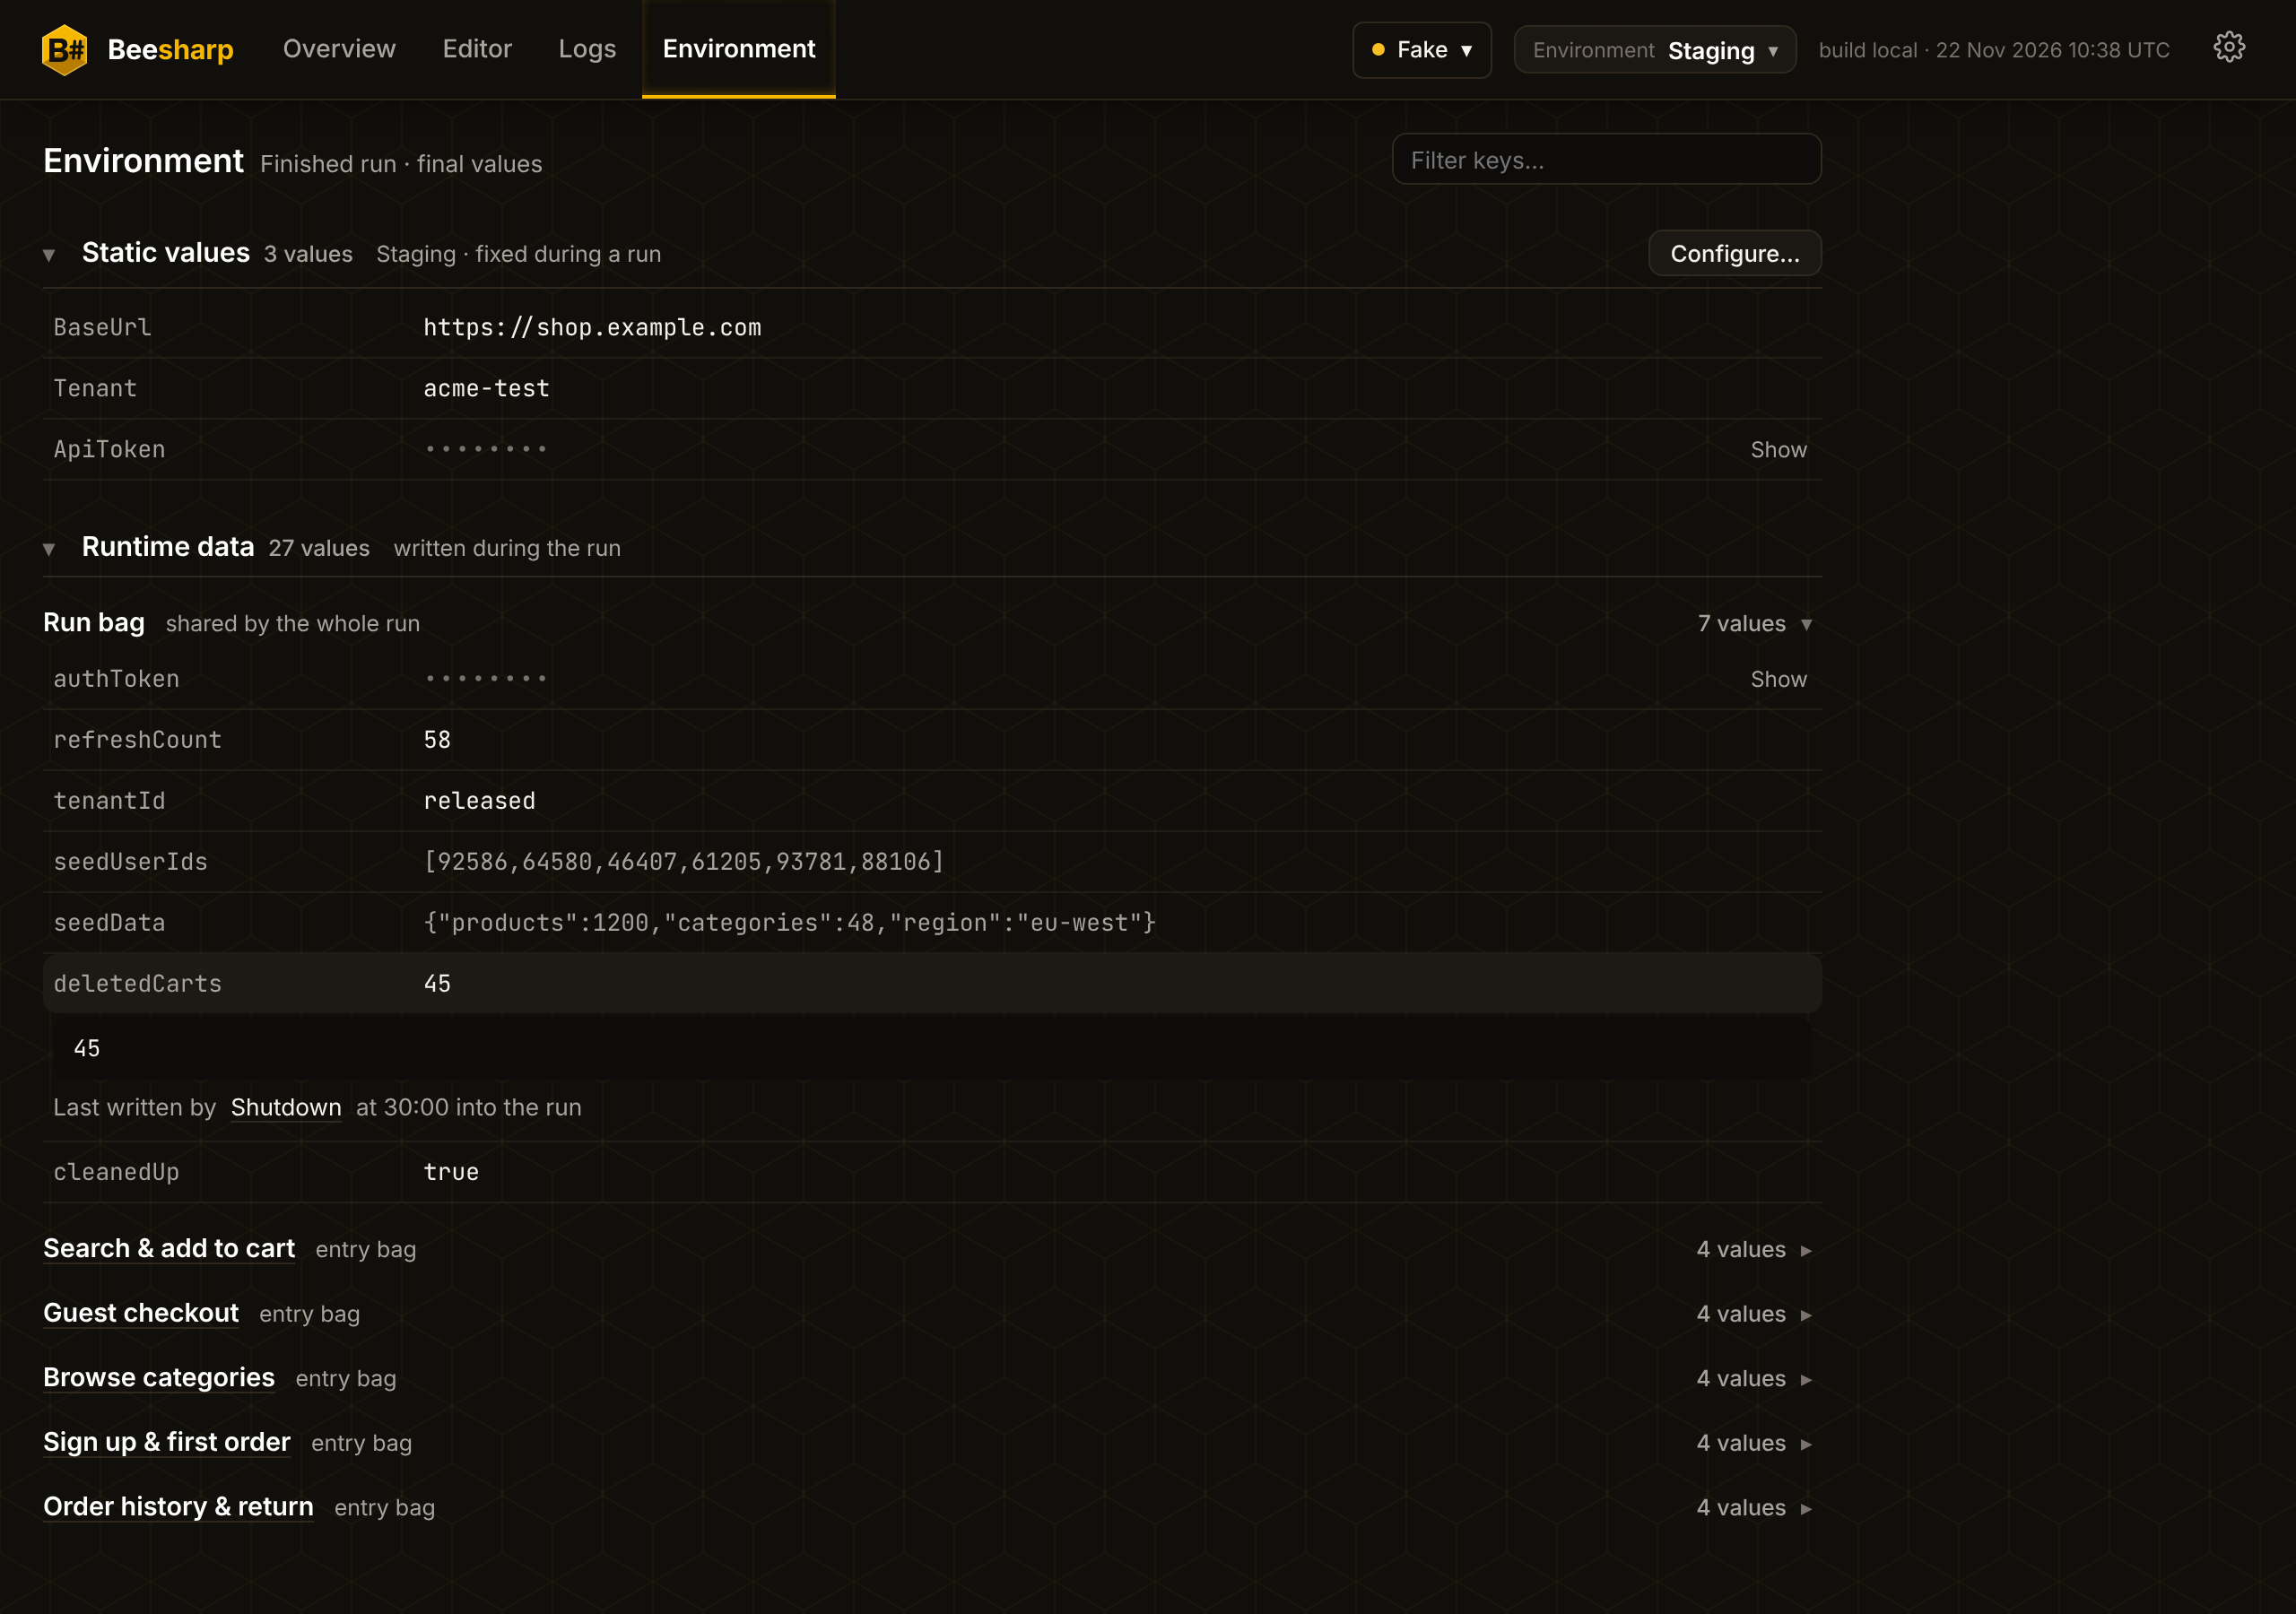 B# Beesharp Overview Editor Logs Environment Fake ▾ Environment Staging ▾ build local · 22 Nov 2026 10:38 UTC
Environment Finished run · final values Filter keys...
▾ Static values 3 values Staging · fixed during a run Configure...
BaseUrl https://shop.example.com
Tenant acme-test
ApiToken •••••••• Show
▾ Runtime data 27 values written during the run
Run bag shared by the whole run 7 values ▾
authToken •••••••• Show
refreshCount 58
tenantId released
seedUserIds [92586,64580,46407,61205,93781,88106]
seedData {"products":1200,"categories":48,"region":"eu-west"}
deletedCarts 45
45
Last written by Shutdown at 30:00 into the run
cleanedUp true
Search & add to cart entry bag 4 values ▸
Guest checkout entry bag 4 values ▸
Browse categories entry bag 4 values ▸
Sign up & first order entry bag 4 values ▸
Order history & return entry bag 4 values ▸